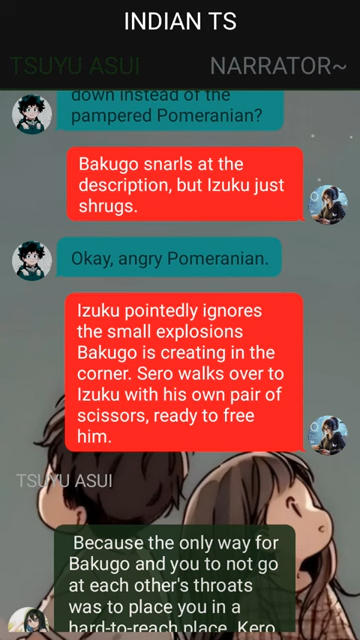 INDIAN TS
TSUYU ASUI
NARRATOR~
down instead of the
pampered Pomeranian?
Bakugo snarls at the
description, but Izuku just
shrugs.
Okay, angry Pomeranian.
Izuku pointedly ignores
the small explosions
Bakugo is creating in the
corner. Sero walks over to
Izuku with his own pair of
scissors, ready to free
him.
TSUYU ASUI
Because the only way for
Bakugo and you to not go
at each other's throats
was to place you in a
hard-to-reach place, Kero